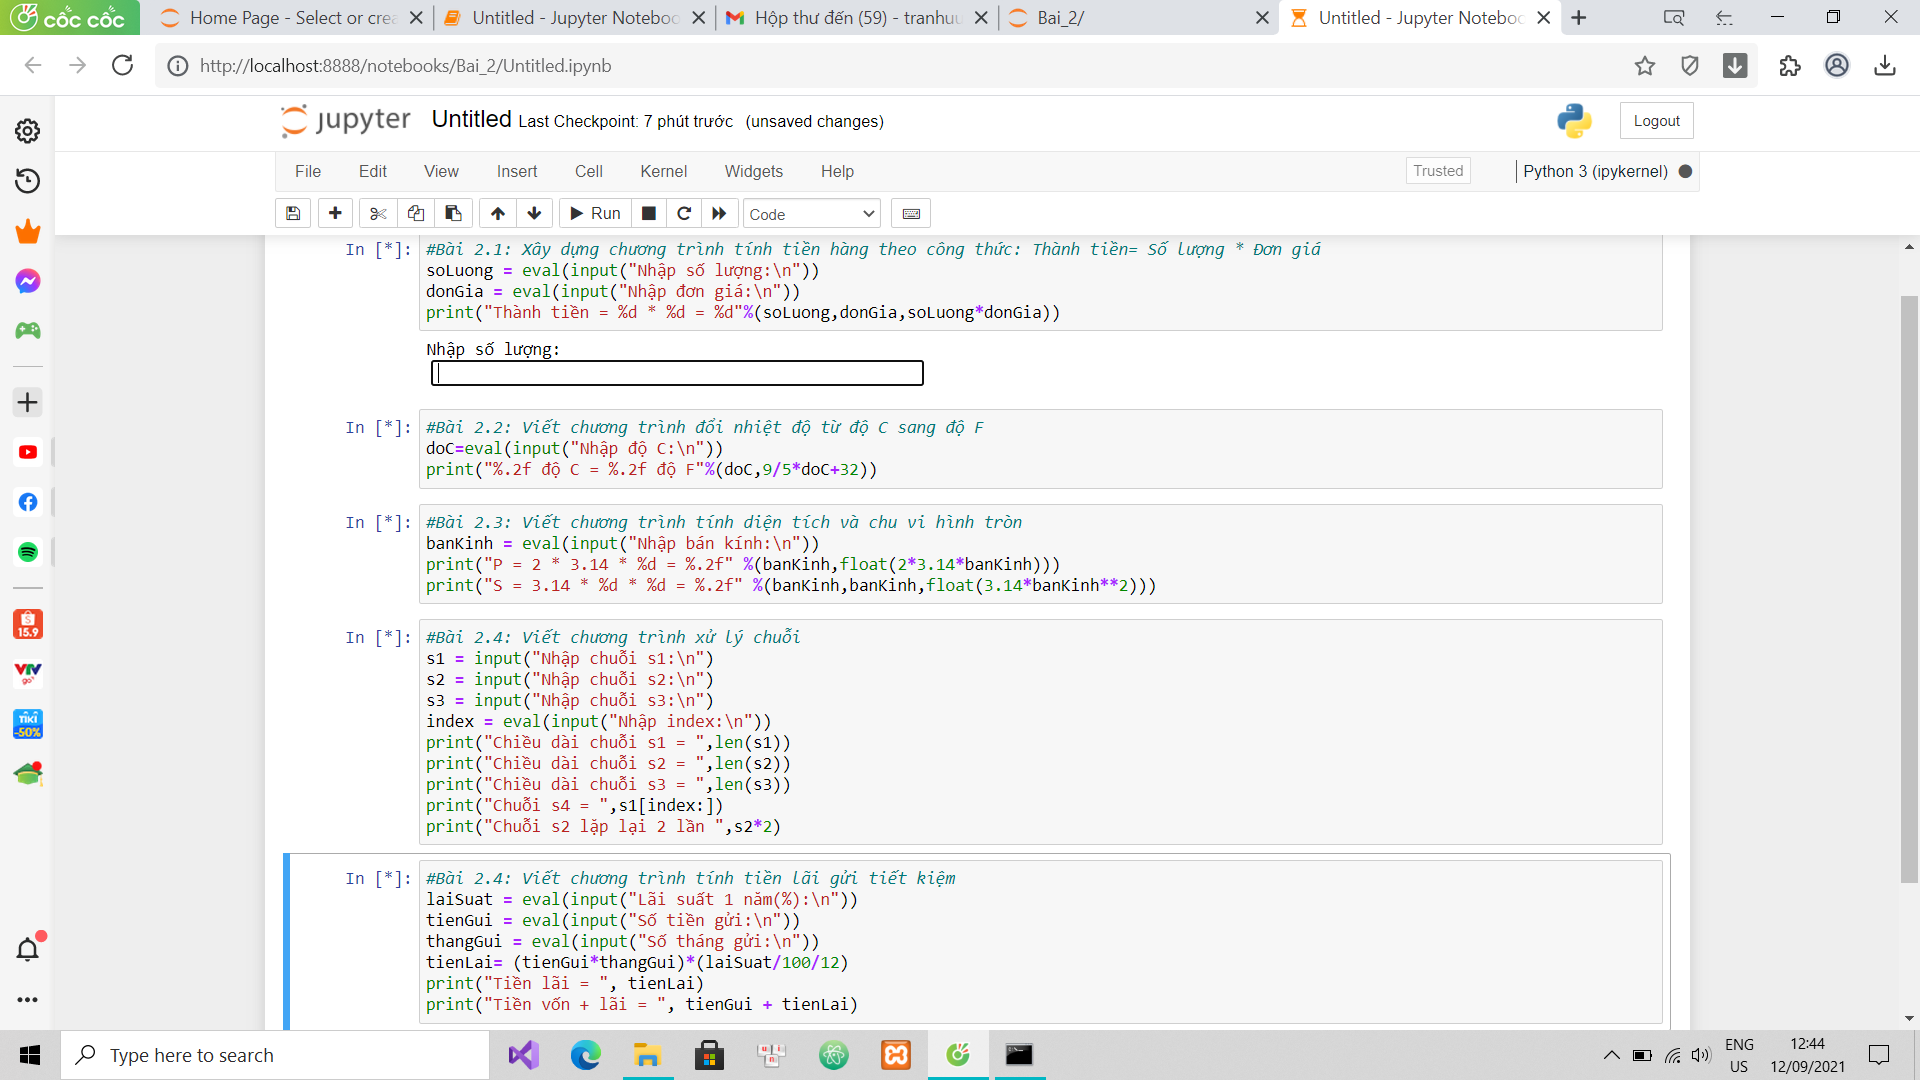 cốc cốc
Home Page - Select or crea
Untitled - Jupyter Noteboo
Hộp thư đến (59) - tranhuu
Bai_2/
Untitled - Jupyter Noteboo
http://localhost:8888/notebooks/Bai_2/Untitled.ipynb
jupyter Untitled Last Checkpoint: 7 phút trước (unsaved changes)
Logout
File Edit View Insert Cell Kernel Widgets Help
Trusted
Python 3 (ipykernel)
Run
Code
In [*]: #Bài 2.1: Xây dựng chương trình tính tiền hàng theo công thức: Thành tiền= Số lượng * Đơn giá
soLuong = eval(input("Nhập số lượng:\n"))
donGia = eval(input("Nhập đơn giá:\n"))
print("Thành tiền = %d * %d = %d"%(soLuong,donGia,soLuong*donGia))
Nhập số lượng:
In [*]: #Bài 2.2: Viết chương trình đổi nhiệt độ từ độ C sang độ F
doC=eval(input("Nhập độ C:\n"))
print("%.2f độ C = %.2f độ F"%(doC,9/5*doC+32))
In [*]: #Bài 2.3: Viết chương trình tính diện tích và chu vi hình tròn
banKinh = eval(input("Nhập bán kính:\n"))
print("P = 2 * 3.14 * %d = %.2f" %(banKinh,float(2*3.14*banKinh)))
print("S = 3.14 * %d * %d = %.2f" %(banKinh,banKinh,float(3.14*banKinh**2)))
In [*]: #Bài 2.4: Viết chương trình xử lý chuỗi
s1 = input("Nhập chuỗi s1:\n")
s2 = input("Nhập chuỗi s2:\n")
s3 = input("Nhập chuỗi s3:\n")
index = eval(input("Nhập index:\n"))
print("Chiều dài chuỗi s1 = ",len(s1))
print("Chiều dài chuỗi s2 = ",len(s2))
print("Chiều dài chuỗi s3 = ",len(s3))
print("Chuỗi s4 = ",s1[index:])
print("Chuỗi s2 lặp lại 2 lần ",s2*2)
In [*]: #Bài 2.4: Viết chương trình tính tiền lãi gửi tiết kiệm
laiSuat = eval(input("Lãi suất 1 năm(%):\n"))
tienGui = eval(input("Số tiền gửi:\n"))
thangGui = eval(input("Số tháng gửi:\n"))
tienLai= (tienGui*thangGui)*(laiSuat/100/12)
print("Tiền lãi = ", tienLai)
print("Tiền vốn + lãi = ", tienGui + tienLai)
15.9
VTV
go
TIKI
-50%
Type here to search
ENG
US
12:44
12/09/2021